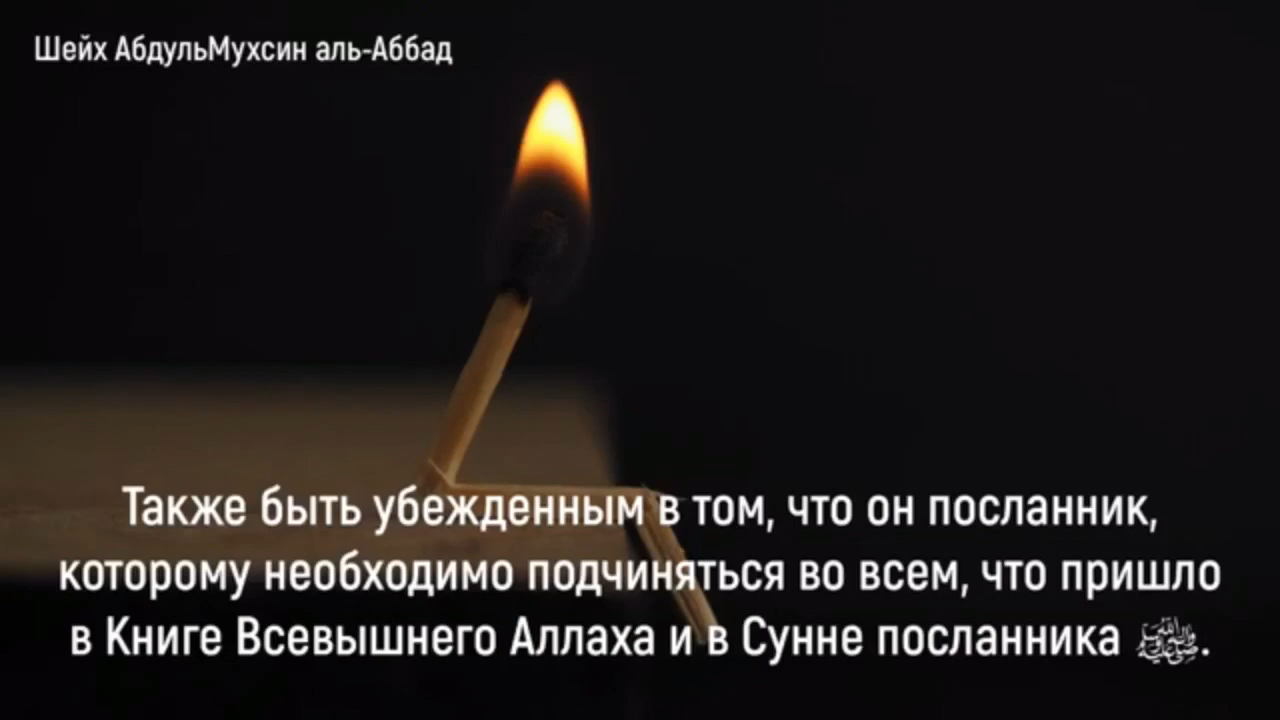 Шейх АбдульМухсин аль-Аббад
Также быть убежденным в том, что он посланник,
которому необходимо подчиняться во всем, что пришло
в Книге Всевышнего Аллаха и в Сунне посланника ﷺ.